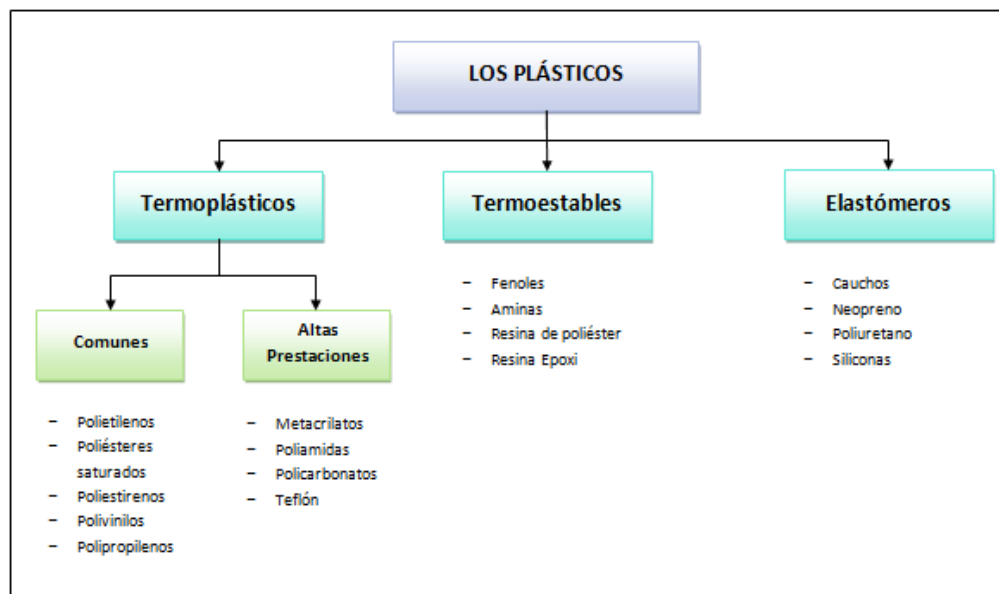 LOS PLÁSTICOS
Termoplásticos
Termoestables
Elastómeros
Comunes
Altas
Prestaciones
– Polietilenos
– Poliésteres
saturados
– Poliestirenos
– Polivinilos
– Polipropilenos
– Metacrilatos
– Poliamidas
– Policarbonatos
– Teflón
– Fenoles
– Aminas
– Resina de poliéster
– Resina Epoxi
– Cauchos
– Neopreno
– Poliuretano
– Siliconas